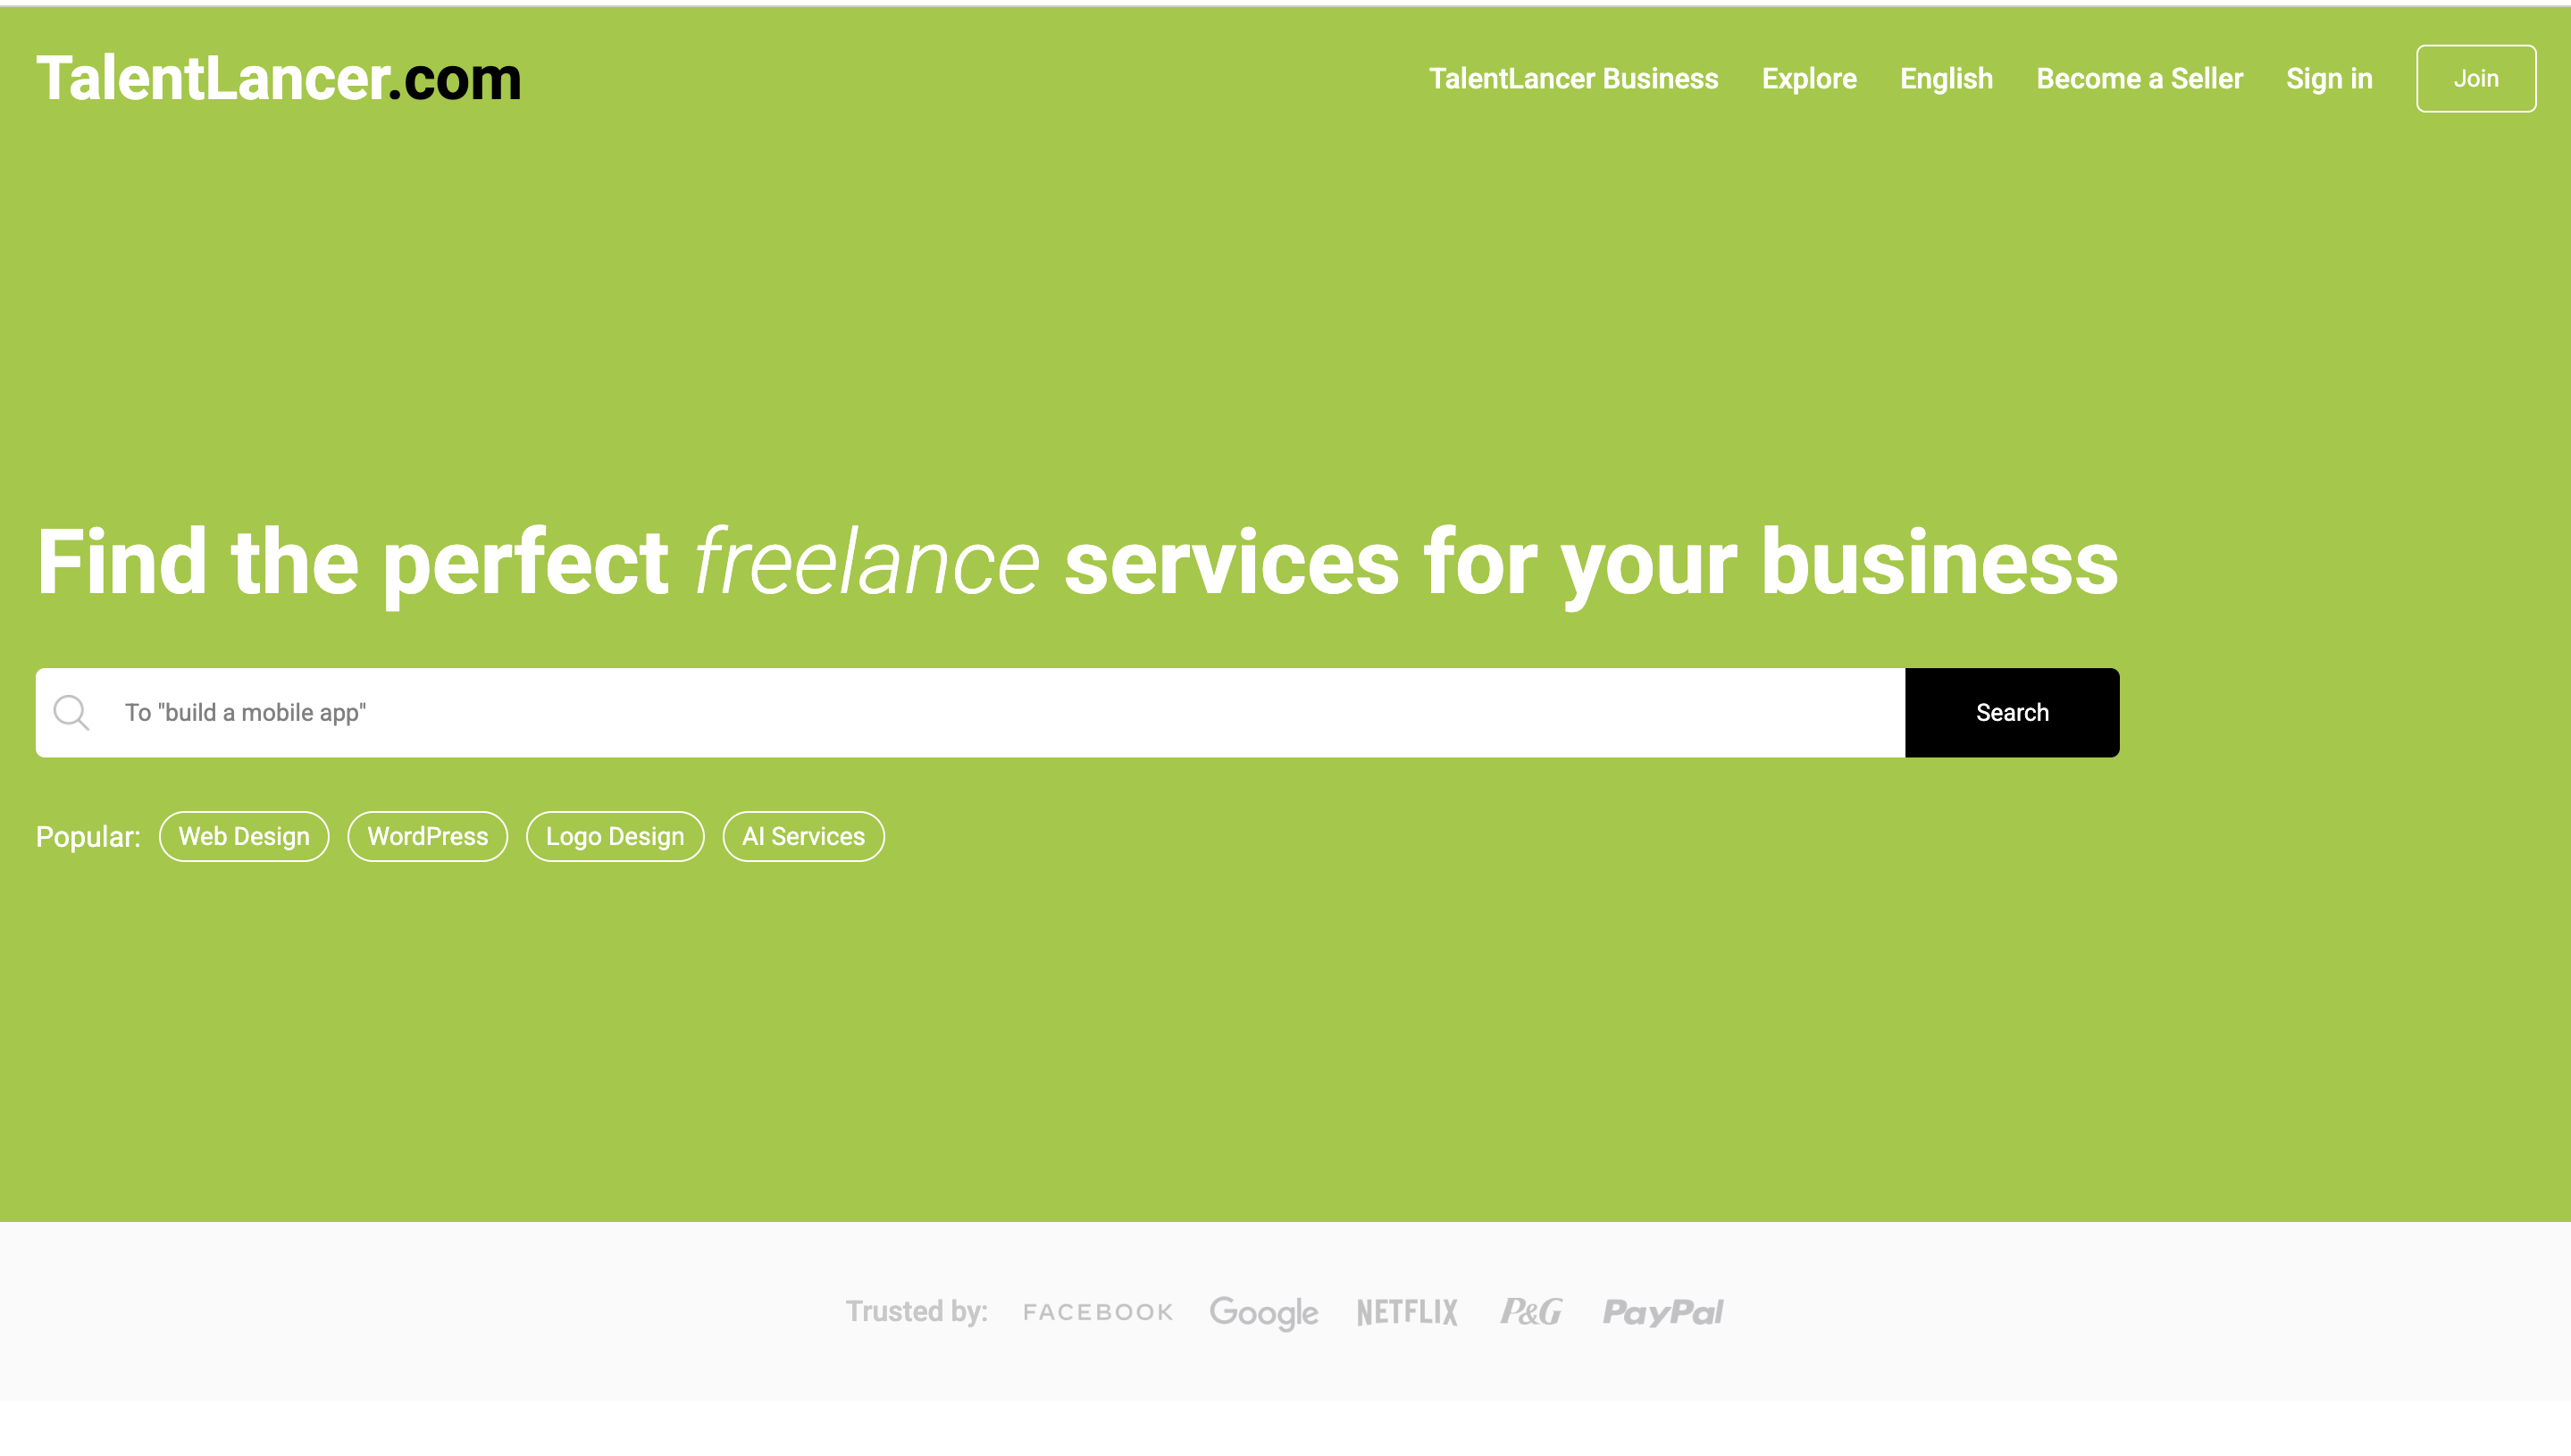 TalentLancer.com
TalentLancer Business Explore English Become a Seller Sign in Join
Find the perfect freelance services for your business
To "build a mobile app" Search
Popular: Web Design WordPress Logo Design AI Services
Trusted by: FACEBOOK Google NETFLIX P&G PayPal